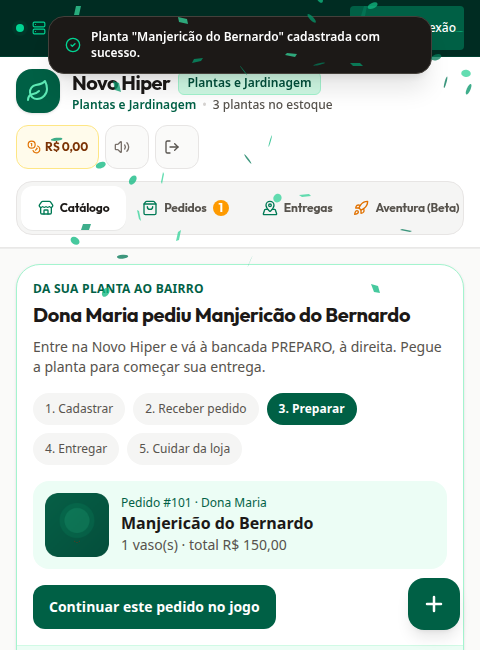 Planta "Manjericão do Bernardo" cadastrada com
sucesso.
Novo Hiper
Plantas e Jardinagem
Plantas e Jardinagem • 3 plantas no estoque
R$ 0,00
Catálogo
Pedidos 1
Entregas
Aventura (Beta)
DA SUA PLANTA AO BAIRRO
Dona Maria pediu Manjericão do Bernardo
Entre na Novo Hiper e vá à bancada PREPARO, à direita. Pegue
a planta para começar sua entrega.
1. Cadastrar
2. Receber pedido
3. Preparar
4. Entregar
5. Cuidar da loja
Pedido #101 · Dona Maria
Manjericão do Bernardo
1 vaso(s) · total R$ 150,00
Continuar este pedido no jogo